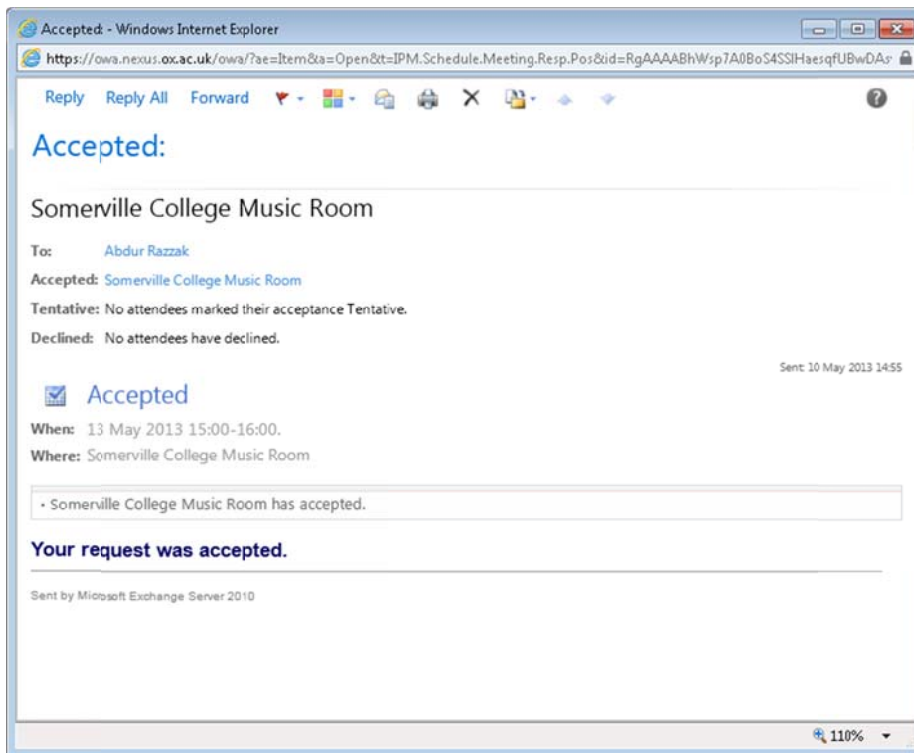 Accepted: - Windows Internet Explorer
https://owa.nexus.ox.ac.uk/owa/?ae=Item&a=Open&t=IPM.Schedule.Meeting.Resp.Pos&id=RgAAAABhWsp7A0BoS4SSlHaesqfUBwDAs
Reply Reply All Forward
Accepted:
Somerville College Music Room
To: Abdur Razzak
Accepted: Somerville College Music Room
Tentative: No attendees marked their acceptance Tentative.
Declined: No attendees have declined.
Sent: 10 May 2013 14:55
Accepted
When: 13 May 2013 15:00-16:00.
Where: Somerville College Music Room
• Somerville College Music Room has accepted.
Your request was accepted.
Sent by Microsoft Exchange Server 2010
110%